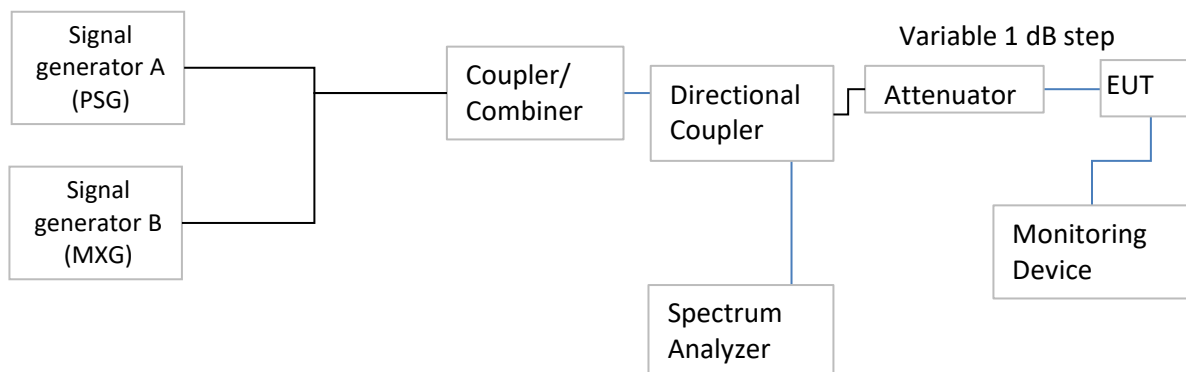 Signal
generator A
(PSG)
Signal
generator B
(MXG)
Coupler/
Combiner
Directional
Coupler
Variable 1 dB step
Attenuator
EUT
Monitoring
Device
Spectrum
Analyzer